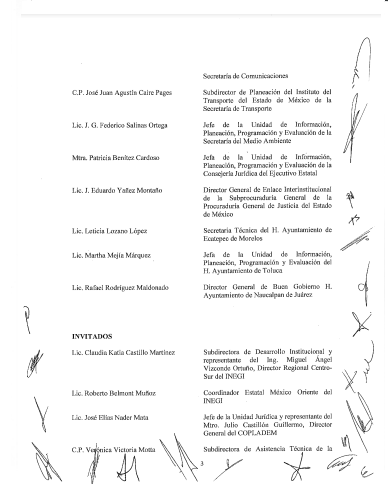 Secretaría de Comunicaciones
C.P. José Juan Agustín Caire Pages
Subdirector de Planeación del Instituto del
Transporte del Estado de México de la
Secretaría de Transporte
Lic. J. G. Federico Salinas Ortega
Jefe de la Unidad de Información,
Planeación, Programación y Evaluación de la
Secretaría del Medio Ambiente
Mtra. Patricia Benítez Cardoso
Jefa de la Unidad de Información,
Planeación, Programación y Evaluación de la
Consejería Jurídica del Ejecutivo Estatal
Lic. J. Eduardo Yañez Montaño
Director General de Enlace Interinstitucional
de la Subprocuraduría General de la
Procuraduría General de Justicia del Estado
de México
Lic. Leticia Lozano López
Secretaria Técnica del H. Ayuntamiento de
Ecatepec de Morelos
Lic. Martha Mejía Márquez
Jefa de la Unidad de Información,
Planeación, Programación y Evaluación del
H. Ayuntamiento de Toluca
Lic. Rafael Rodríguez Maldonado
Director General de Buen Gobierno H.
Ayuntamiento de Naucalpan de Juárez
INVITADOS
Lic. Claudia Katia Castillo Martínez
Subdirectora de Desarrollo Institucional y
representante del Ing. Miguel Ángel
Vizconde Ortuño, Director Regional Centro-
Sur del INEGI
Lic. Roberto Belmont Muñoz
Coordinador Estatal México Oriente del
INEGI
Lic. José Elías Nader Mata
Jefe de la Unidad Jurídica y representante del
Mtro. Julio Castillón Guillermo, Director
General del COPLADEM
C.P. Verónica Victoria Motta
Subdirectora de Asistencia Técnica de la
3